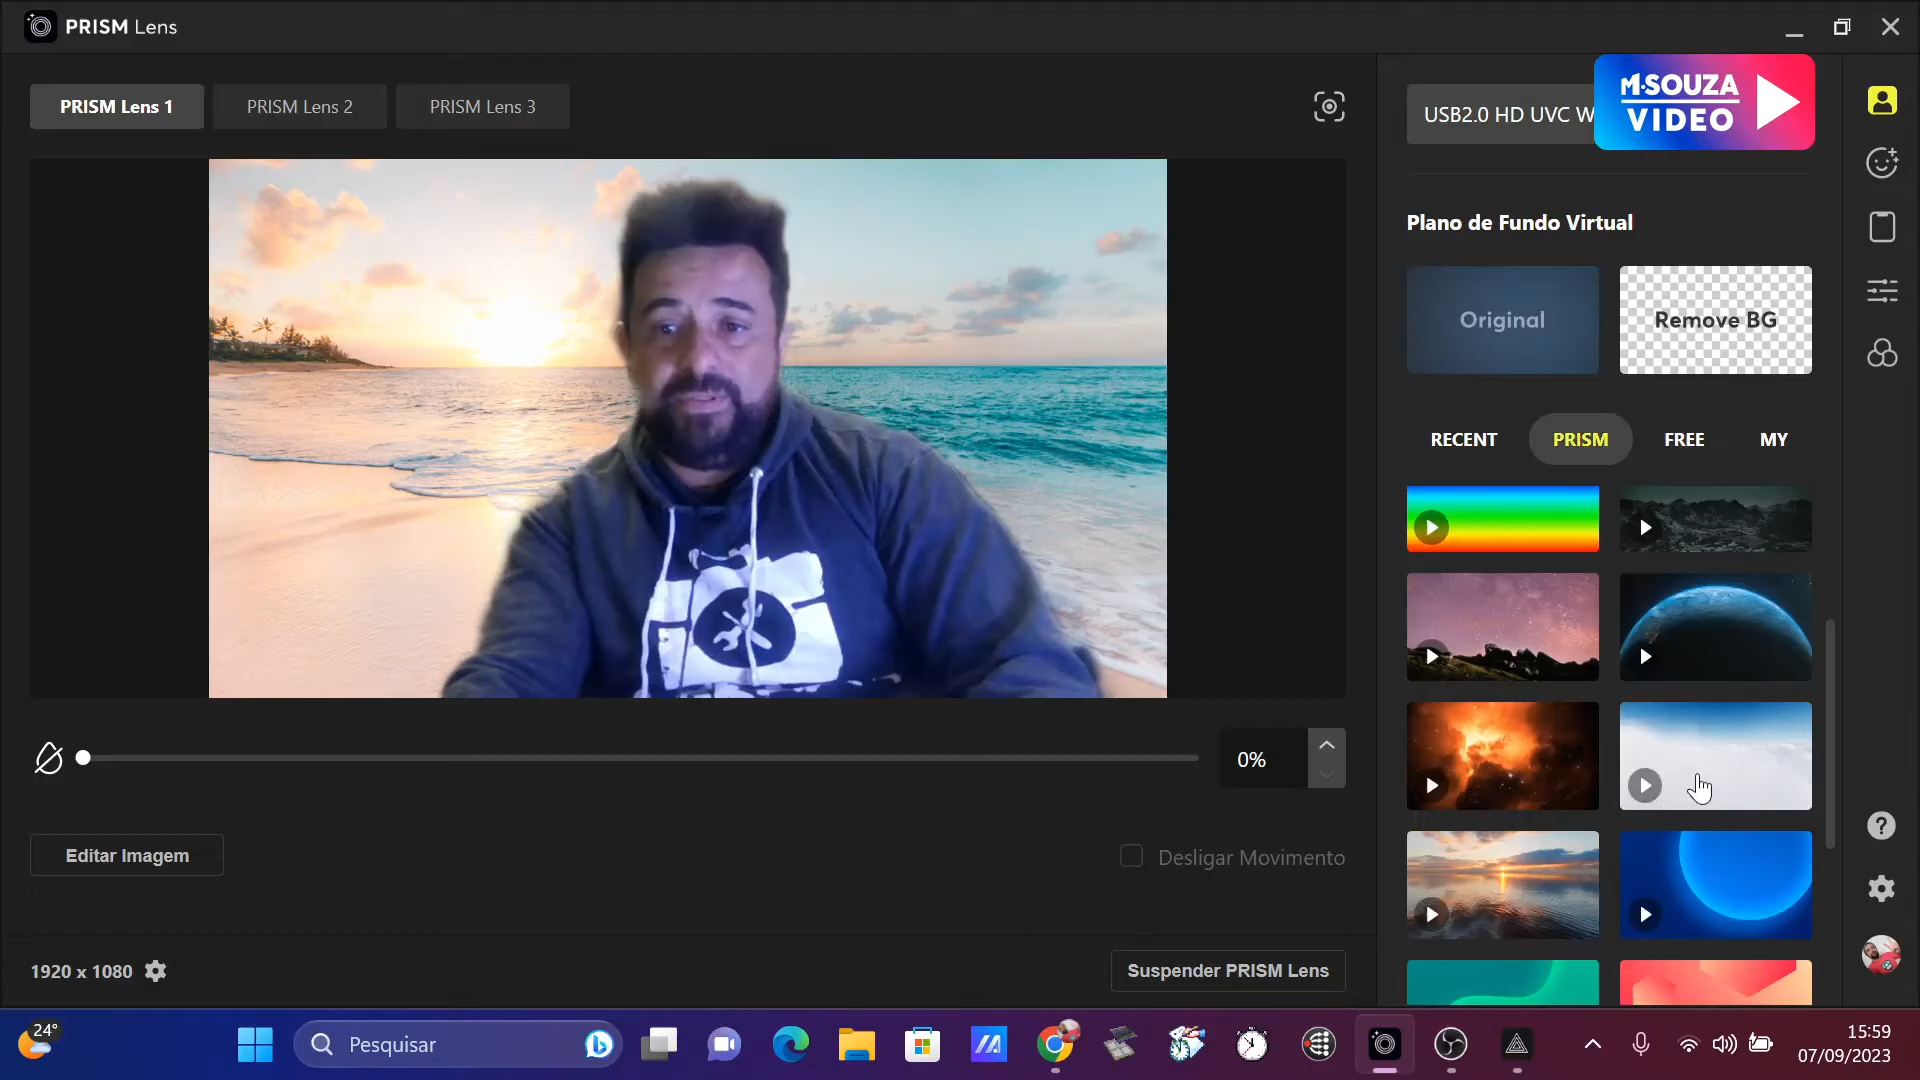 PRISM Lens
PRISM Lens 1
PRISM Lens 2
PRISM Lens 3
USB2.0 HD UVC W
M·SOUZA
VIDEO
Plano de Fundo Virtual
Original
Remove BG
RECENT
PRISM
FREE
MY
0%
Editar Imagem
Desligar Movimento
1920 x 1080
Suspender PRISM Lens
24°
Pesquisar
15:59
07/09/2023